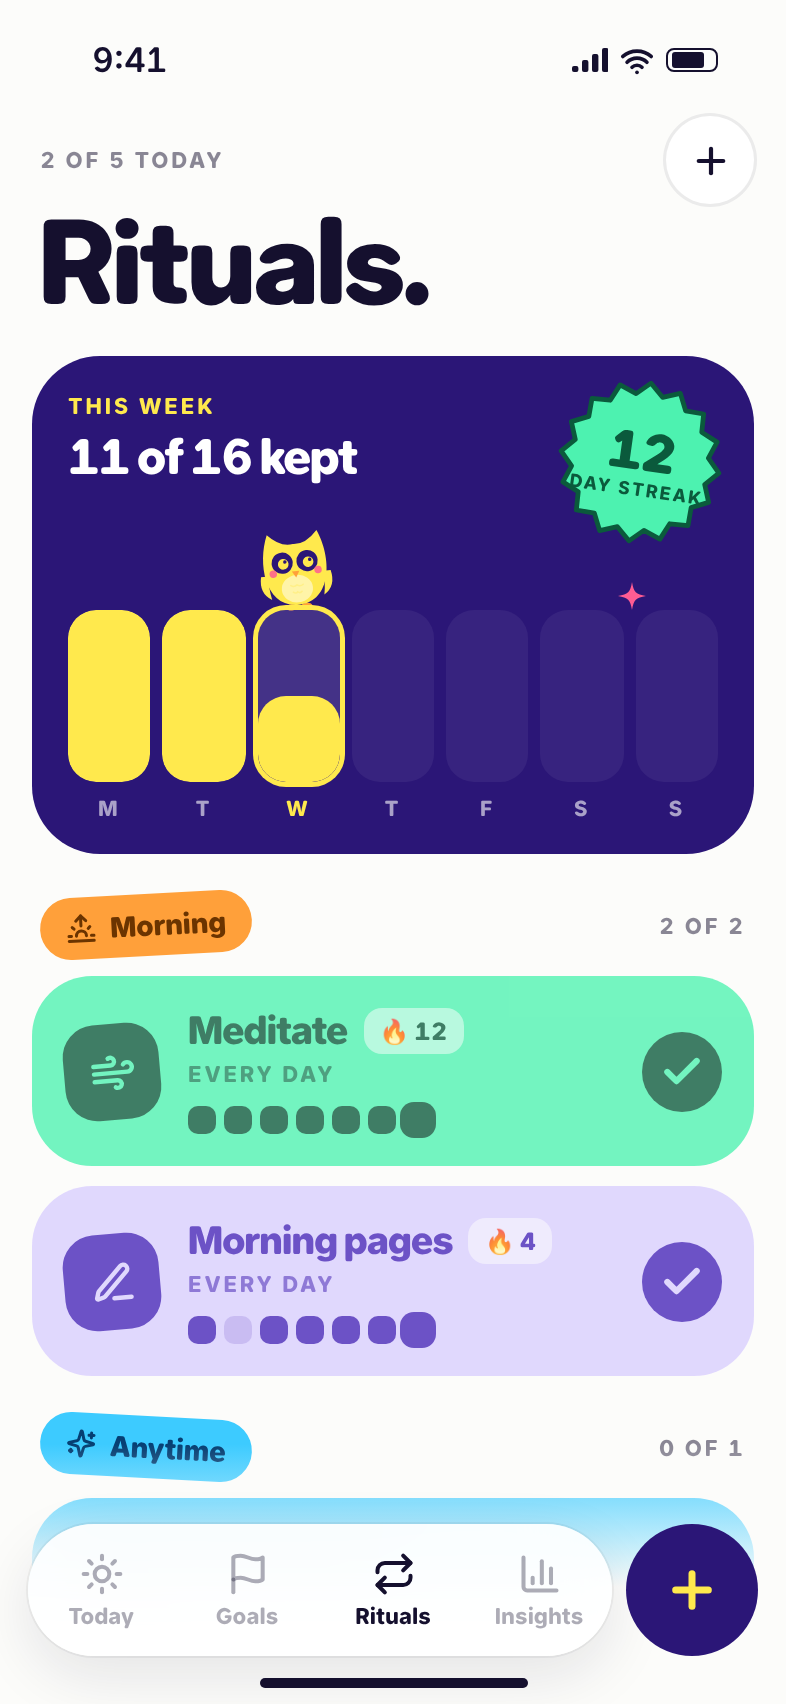 9:41
2 OF 5 TODAY
Rituals.
THIS WEEK
11 of 16 kept
12
DAY STREAK
M T W T F S S
Morning
2 OF 2
Meditate 🔥 12
EVERY DAY
Morning pages 🔥 4
EVERY DAY
Anytime
0 OF 1
Today Goals Rituals Insights